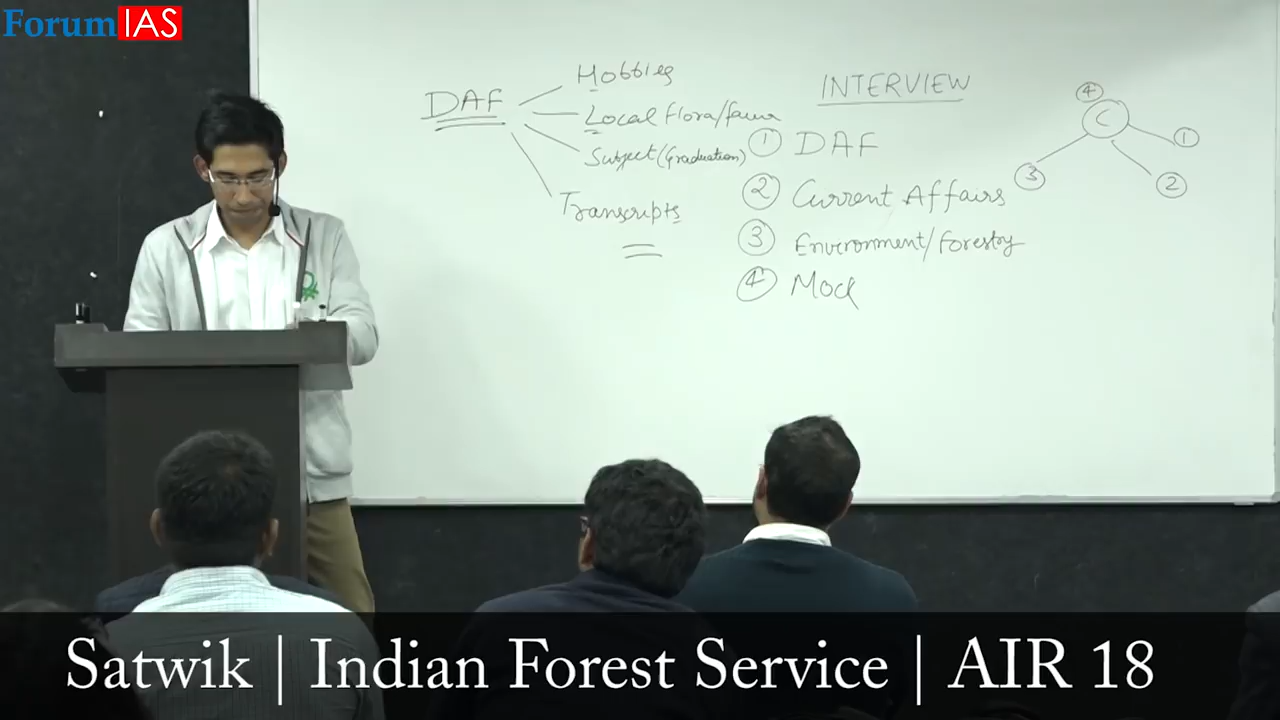 ForumIAS
DAF
Hobbies
Local flora/fauna
Subject (Graduation)
Transcripts
INTERVIEW
1 DAF
2 Current Affairs
3 Environment/Forestry
4 Mock
4
C
1
3
2
Satwik | Indian Forest Service | AIR 18